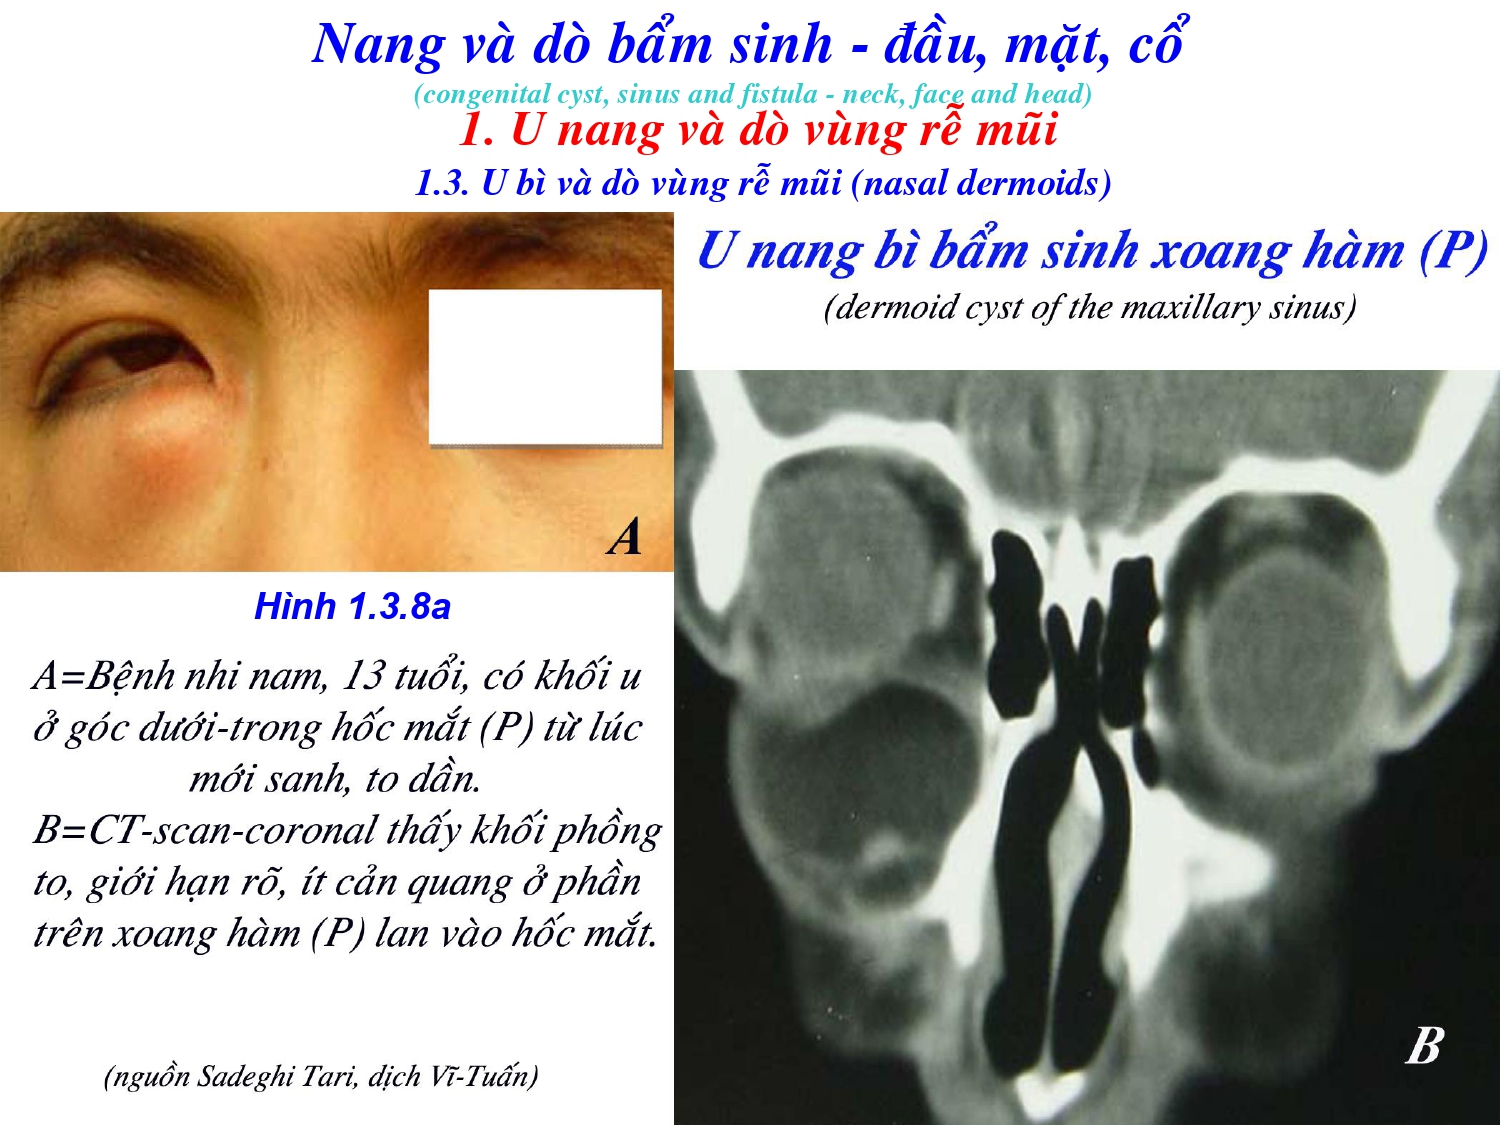 Nang và dò bẩm sinh - đầu, mặt, cổ
(congenital cyst, sinus and fistula - neck, face and head)
1. U nang và dò vùng rễ mũi
1.3. U bì và dò vùng rễ mũi (nasal dermoids)
U nang bì bẩm sinh xoang hàm (P)
(dermoid cyst of the maxillary sinus)
A
Hình 1.3.8a
A=Bệnh nhi nam, 13 tuổi, có khối u
ở góc dưới-trong hốc mắt (P) từ lúc
mới sanh, to dần.
B=CT-scan-coronal thấy khối phồng
to, giới hạn rõ, ít cản quang ở phần
trên xoang hàm (P) lan vào hốc mắt.
(nguồn Sadeghi Tari, dịch Vĩ-Tuấn)
B